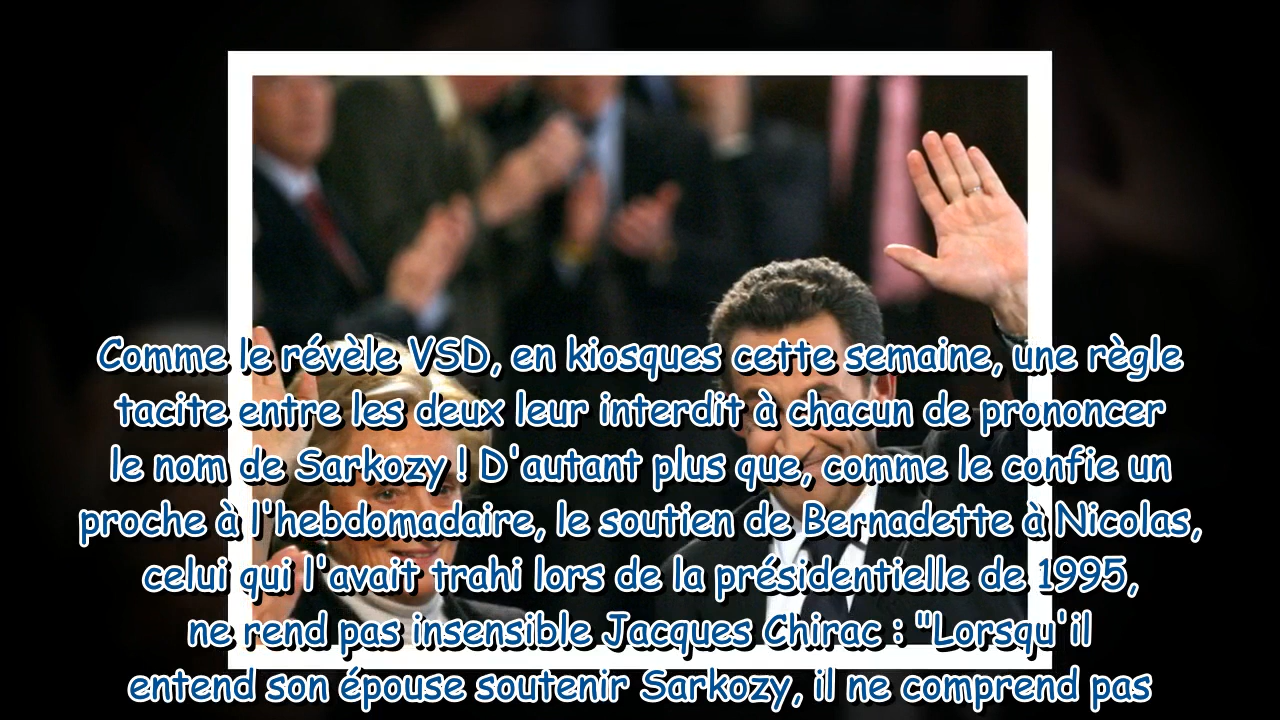 Comme le révèle VSD, en kiosques cette semaine, une règle
tacite entre les deux leur interdit à chacun de prononcer
le nom de Sarkozy ! D'autant plus que, comme le confie un
proche à l'hebdomadaire, le soutien de Bernadette à Nicolas,
celui qui l'avait trahi lors de la présidentielle de 1995,
ne rend pas insensible Jacques Chirac : "Lorsqu'il
entend son épouse soutenir Sarkozy, il ne comprend pas